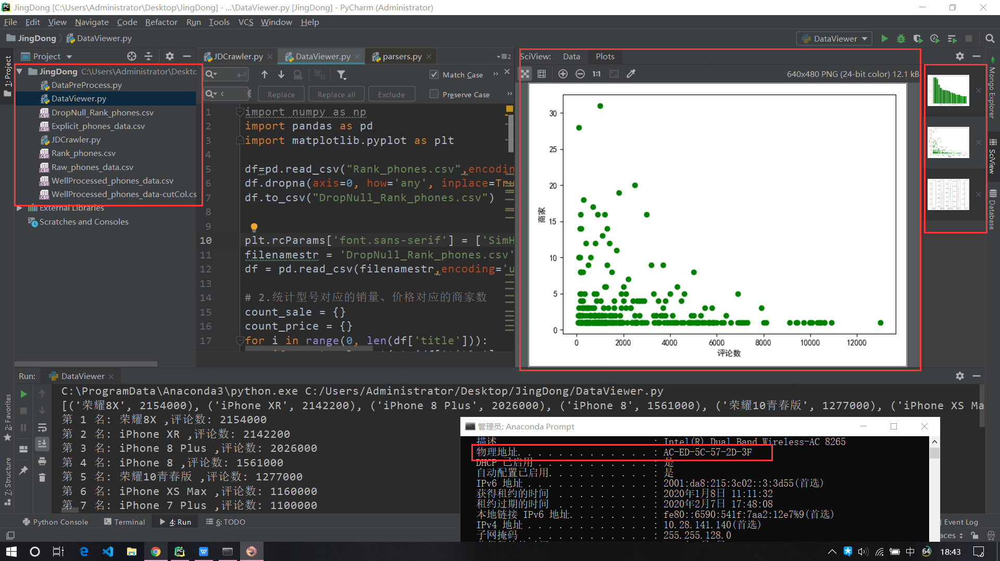 JingDong [C:\Users\Administrator\Desktop\JingDong] - ...\DataViewer.py [JingDong] - PyCharm (Administrator)
File Edit View Navigate Code Refactor Run Tools VCS Window Help
JingDong DataViewer.py
DataViewer
1: Project
Project
JingDong C:\Users\Administrator\Deskto
DataPreProcess.py
DataViewer.py
DropNull_Rank_phones.csv
Explicit_phones_data.csv
JDCrawler.py
Rank_phones.csv
Raw_phones_data.csv
WellProcessed_phones_data.csv
WellProcessed_phones_data-cutCol.cs
External Libraries
Scratches and Consoles
JDCrawler.py DataViewer.py parsers.py
Match Case
c Replace Replace all Exclude Preserve Case
1 import numpy as np
2 import pandas as pd
3 import matplotlib.pyplot as plt
4
5 df=pd.read_csv("Rank_phones.csv",encodin
6 df.dropna(axis=0, how='any', inplace=Tru
7 df.to_csv("DropNull_Rank_phones.csv")
8
9
10 plt.rcParams['font.sans-serif'] = ['SimH
11 filenamestr = 'DropNull_Rank_phones.csv'
12 df = pd.read_csv(filenamestr,encoding='u
13
14 # 2.统计型号对应的销量、价格对应的商家数
15 count_sale = {}
16 count_price = {}
17 for i in range(0, len(df['title'])):
SciView: Data Plots
1:1 640x480 PNG (24-bit color) 12.1 kB
30
25
20
15
10
5
0
商家
0 2000 4000 6000 8000 10000 12000
评论数
Mongo Explorer
SciView
Database
Run: DataViewer
C:\ProgramData\Anaconda3\python.exe C:/Users/Administrator/Desktop/JingDong/DataViewer.py
[('荣耀8X', 2154000), ('iPhone XR', 2142200), ('iPhone 8 Plus', 2026000), ('iPhone 8', 1561000), ('荣耀10青春版', 1277000), ('iPhone XS Ma
第 1 名: 荣耀8X ,评论数: 2154000
第 2 名: iPhone XR ,评论数: 2142200
第 3 名: iPhone 8 Plus ,评论数: 2026000
第 4 名: iPhone 8 ,评论数: 1561000
第 5 名: 荣耀10青春版 ,评论数: 1277000
第 6 名: iPhone XS Max ,评论数: 1160000
第 7 名: iPhone 7 Plus ,评论数: 1100000
2: Favorites
7: Structure
管理员: Anaconda Prompt
描述 : Intel(R) Dual Band Wireless-AC 8265
物理地址. . . . . . . . . . . . . : AC-ED-5C-57-2D-3F
DHCP 已启用 . . . . . . . . . . . : 是
自动配置已启用. . . . . . . . . . : 是
IPv6 地址 . . . . . . . . . . . . : 2001:da8:215:3c02::3:3d55(首选)
获得租约的时间 . . . . . . . . . : 2020年1月8日 11:11:32
租约过期的时间 . . . . . . . . . : 2020年2月7日 17:48:08
本地链接 IPv6 地址. . . . . . . . : fe80::6590:541f:7aa2:12e7%9(首选)
IPv4 地址 . . . . . . . . . . . . : 10.28.141.140(首选)
子网掩码 . . . . . . . . . . . . : 255.255.128.0
Python Console Terminal 4: Run 6: TODO Event Log
aces
中 64 18:43